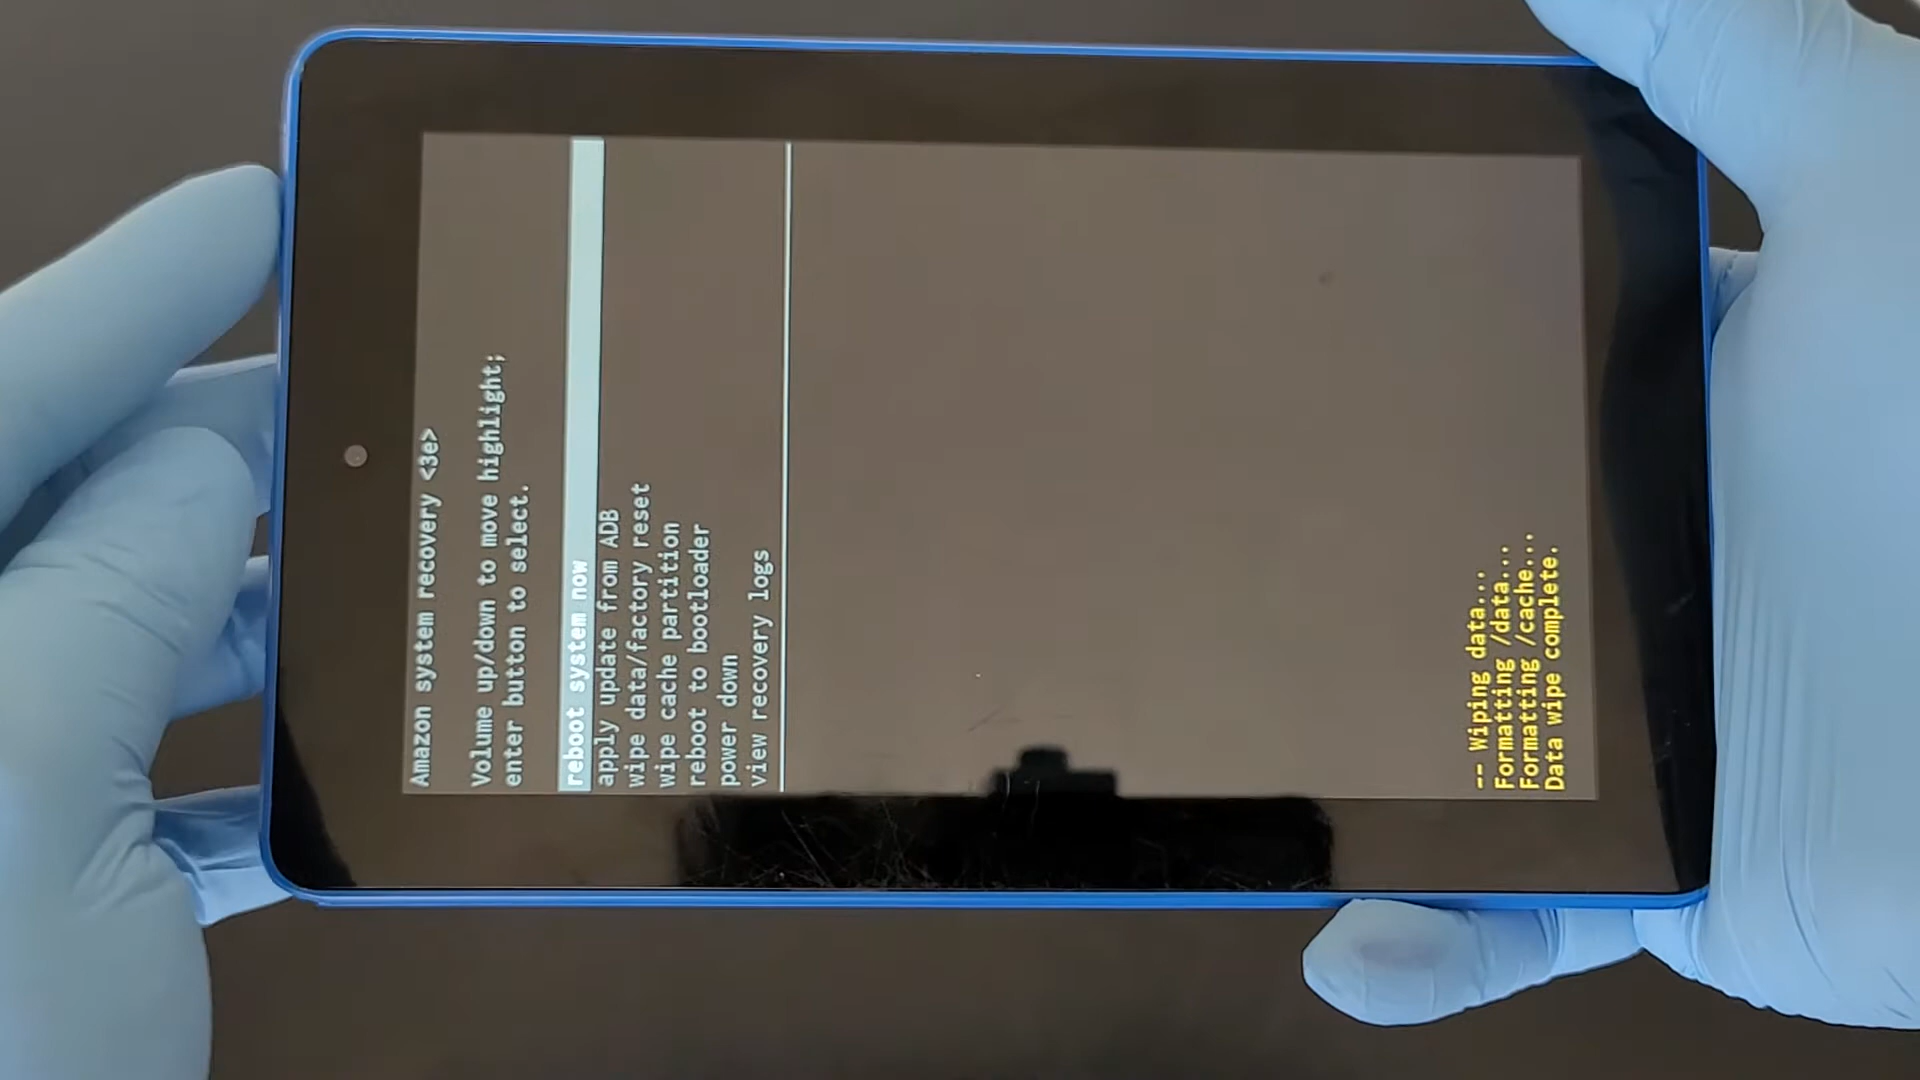 Amazon system recovery <3e>
Volume up/down to move highlight;
enter button to select.
reboot system now
apply update from ADB
wipe data/factory reset
wipe cache partition
reboot to bootloader
power down
view recovery logs
-- Wiping data...
Formatting /data...
Formatting /cache...
Data wipe complete.